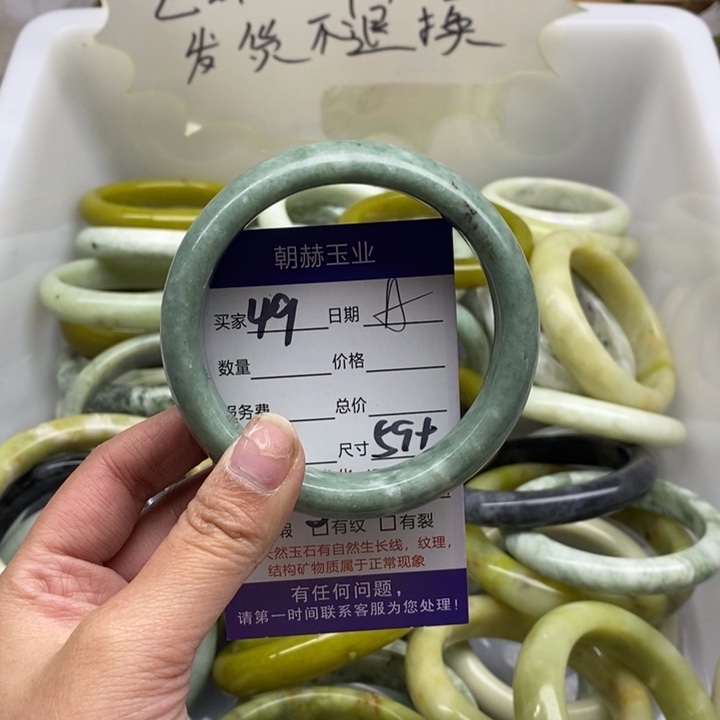 发货不退换
朝赫玉业
买家 49 日期
数量 价格
服务费 总价
尺寸 59+
有纹 有裂
天然玉石有自然生长线，纹理，
结构矿物质属于正常现象
有任何问题，
请第一时间联系客服为您处理！